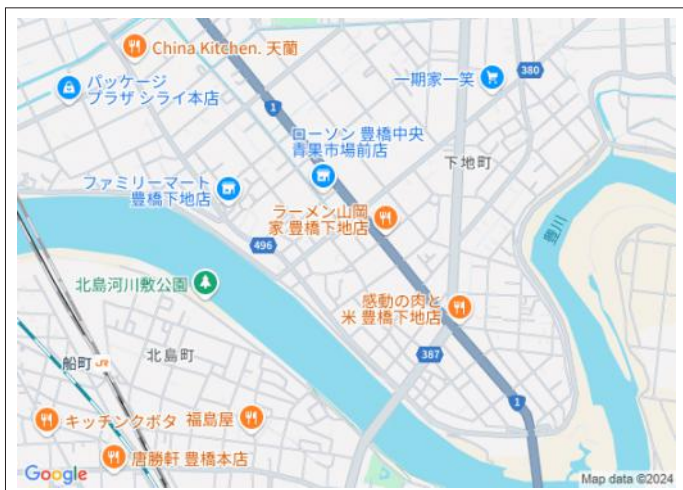 China Kitchen. 天蘭
1
パッケージ
プラザ シライ本店
一期家一笑
380
ローソン 豊橋中央
青果市場前店
下地町
ファミリーマート
豊橋下地店
ラーメン山岡
家 豊橋下地店
豊川
496
北島河川敷公園
感動の肉と
米 豊橋下地店
船町 JR
北島町
387
1
キッチンクボタ
福島屋
唐勝軒 豊橋本店
Google
Map data ©2024